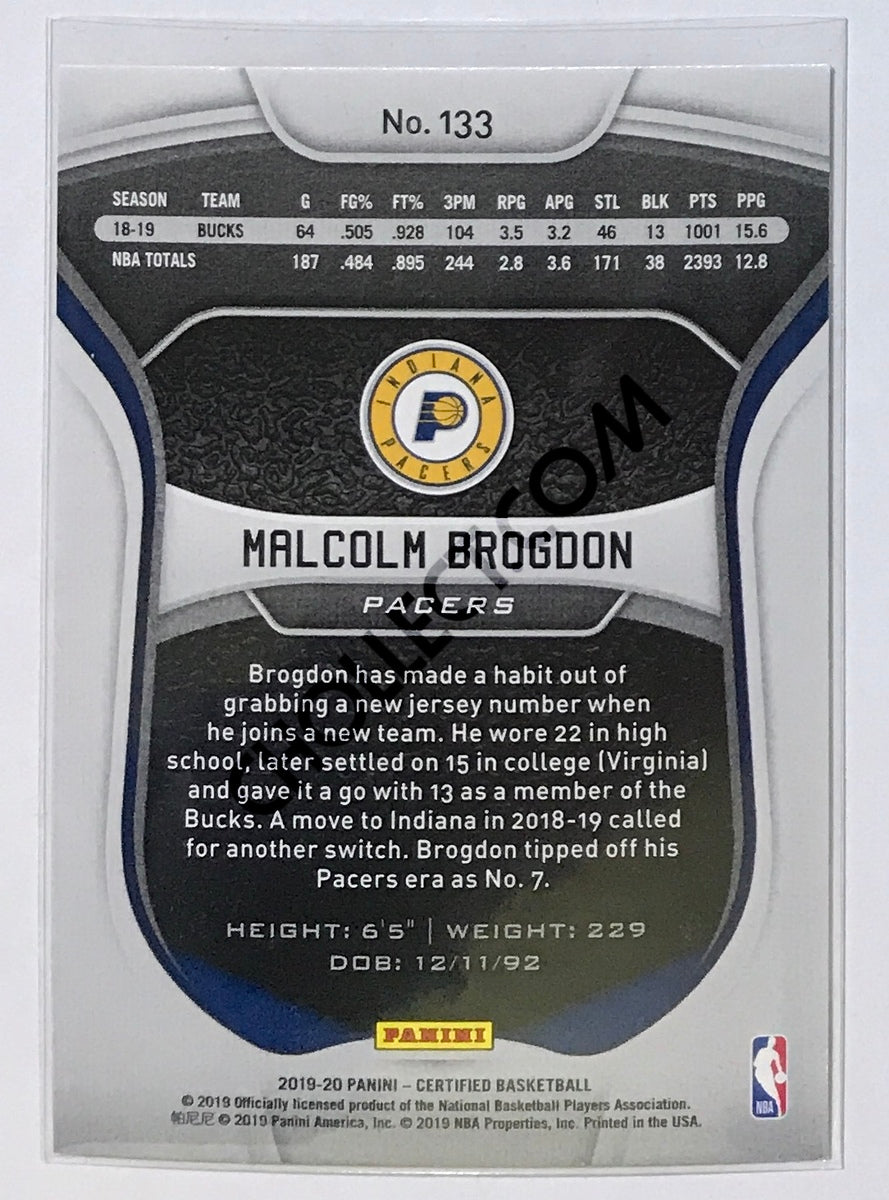 No. 133
SEASON TEAM G FG% FT% 3PM RPG APG STL BLK PTS PPG
18-19 BUCKS 64 .505 .928 104 3.5 3.2 46 13 1001 15.6
NBA TOTALS 187 .484 .895 244 2.8 3.6 171 38 2393 12.8
INDIANA
P
PACERS
MALCOLM BROGDON
PACERS
Brogdon has made a habit out of
grabbing a new jersey number when
he joins a new team. He wore 22 in high
school, later settled on 15 in college (Virginia)
and gave it a go with 13 as a member of the
Bucks. A move to Indiana in 2018-19 called
for another switch. Brogdon tipped off his
Pacers era as No. 7.
HEIGHT: 6'5" | WEIGHT: 229
DOB: 12/11/92
PANINI
2019-20 PANINI – CERTIFIED BASKETBALL
© 2019 Officially licensed product of the National Basketball Players Association.
帕尼尼 © 2019 Panini America, Inc. © 2019 NBA Properties, Inc. Printed in the USA.
NBA
CHOLLECTY.COM